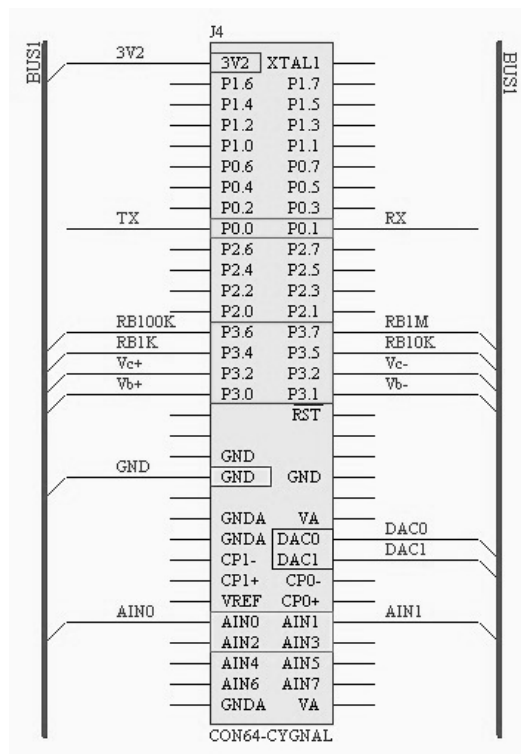 J4
BUS1 3V2 3V2 XTAL1 BUS1
P1.6 P1.7
P1.4 P1.5
P1.2 P1.3
P1.0 P1.1
P0.6 P0.7
P0.4 P0.5
P0.2 P0.3
TX P0.0 P0.1 RX
P2.6 P2.7
P2.4 P2.5
P2.2 P2.3
P2.0 P2.1
RB100K P3.6 P3.7 RB1M
RB1K P3.4 P3.5 RB10K
Vc+ P3.2 P3.2 Vc-
Vb+ P3.0 P3.1 Vb-
RST
GND
GND GND GND
GNDA VA
GNDA DAC0 DAC0
CP1- DAC1 DAC1
CP1+ CP0-
VREF CP0+
AIN0 AIN0 AIN1 AIN1
AIN2 AIN3
AIN4 AIN5
AIN6 AIN7
GNDA VA
CON64-CYGNAL